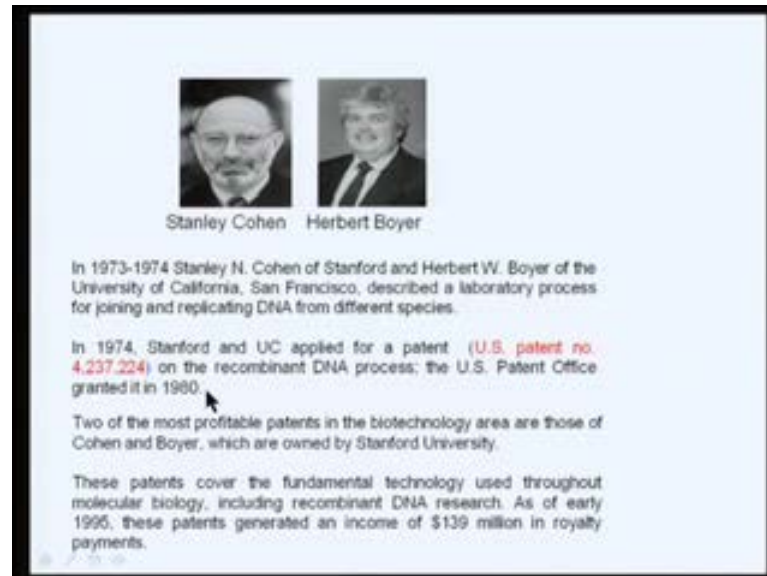 Stanley Cohen Herbert Boyer
In 1973-1974 Stanley N. Cohen of Stanford and Herbert W. Boyer of the
University of California, San Francisco, described a laboratory process
for joining and replicating DNA from different species.
In 1974, Stanford and UC applied for a patent (U.S. patent no.
4,237,224) on the recombinant DNA process; the U.S. Patent Office
granted it in 1980.
Two of the most profitable patents in the biotechnology area are those of
Cohen and Boyer, which are owned by Stanford University.
These patents cover the fundamental technology used throughout
molecular biology, including recombinant DNA research. As of early
1995, these patents generated an income of $139 million in royalty
payments.